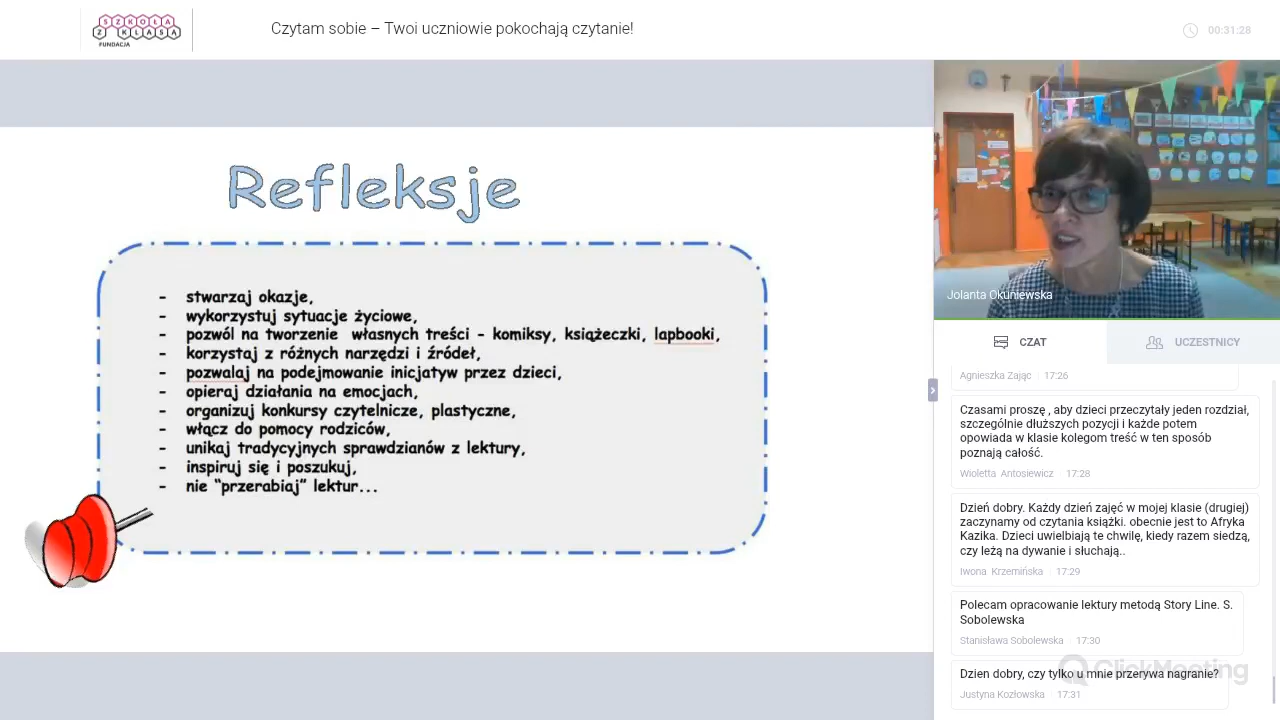 SZKOŁA
Z KLASĄ
FUNDACJA
Czytam sobie – Twoi uczniowie pokochają czytanie!
00:31:28
Refleksje
- stwarzaj okazje,
- wykorzystuj sytuacje życiowe,
- pozwól na tworzenie własnych treści - komiksy, książeczki, lapbooki,
- korzystaj z różnych narzędzi i źródeł,
- pozwalaj na podejmowanie inicjatyw przez dzieci,
- opieraj działania na emocjach,
- organizuj konkursy czytelnicze, plastyczne,
- włącz do pomocy rodziców,
- unikaj tradycyjnych sprawdzianów z lektury,
- inspiruj się i poszukuj,
- nie “przerabiaj” lektur...
Jolanta Okuniewska
CZAT
UCZESTNICY
Agnieszka Zając 17:26
Czasami proszę , aby dzieci przeczytały jeden rozdział,
szczególnie dłuższych pozycji i każde potem
opowiada w klasie kolegom treść w ten sposób
poznają całość.
Wioletta Antosiewicz 17:28
Dzień dobry. Każdy dzień zajęć w mojej klasie (drugiej)
zaczynamy od czytania książki. obecnie jest to Afryka
Kazika. Dzieci uwielbiają te chwilę, kiedy razem siedzą,
czy leżą na dywanie i słuchają..
Iwona Krzemińska 17:29
Polecam opracowanie lektury metodą Story Line. S.
Sobolewska
Stanisława Sobolewska 17:30
Dzien dobry, czy tylko u mnie przerywa nagranie?
Justyna Kozłowska 17:31
ClickMeeting